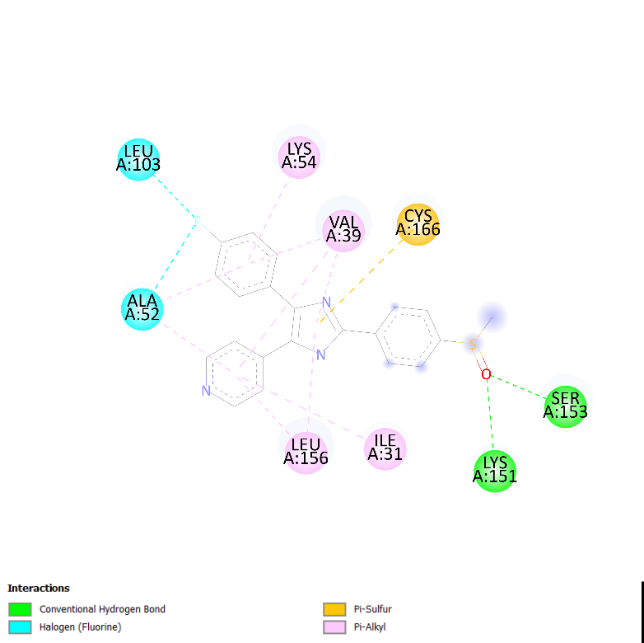 LEU
A:103
LYS
A:54
VAL
A:39
CYS
A:166
ALA
A:52
F
N
N
N
S
O
SER
A:153
LEU
A:156
ILE
A:31
LYS
A:151
Interactions
Conventional Hydrogen Bond
Halogen (Fluorine)
Pi-Sulfur
Pi-Alkyl